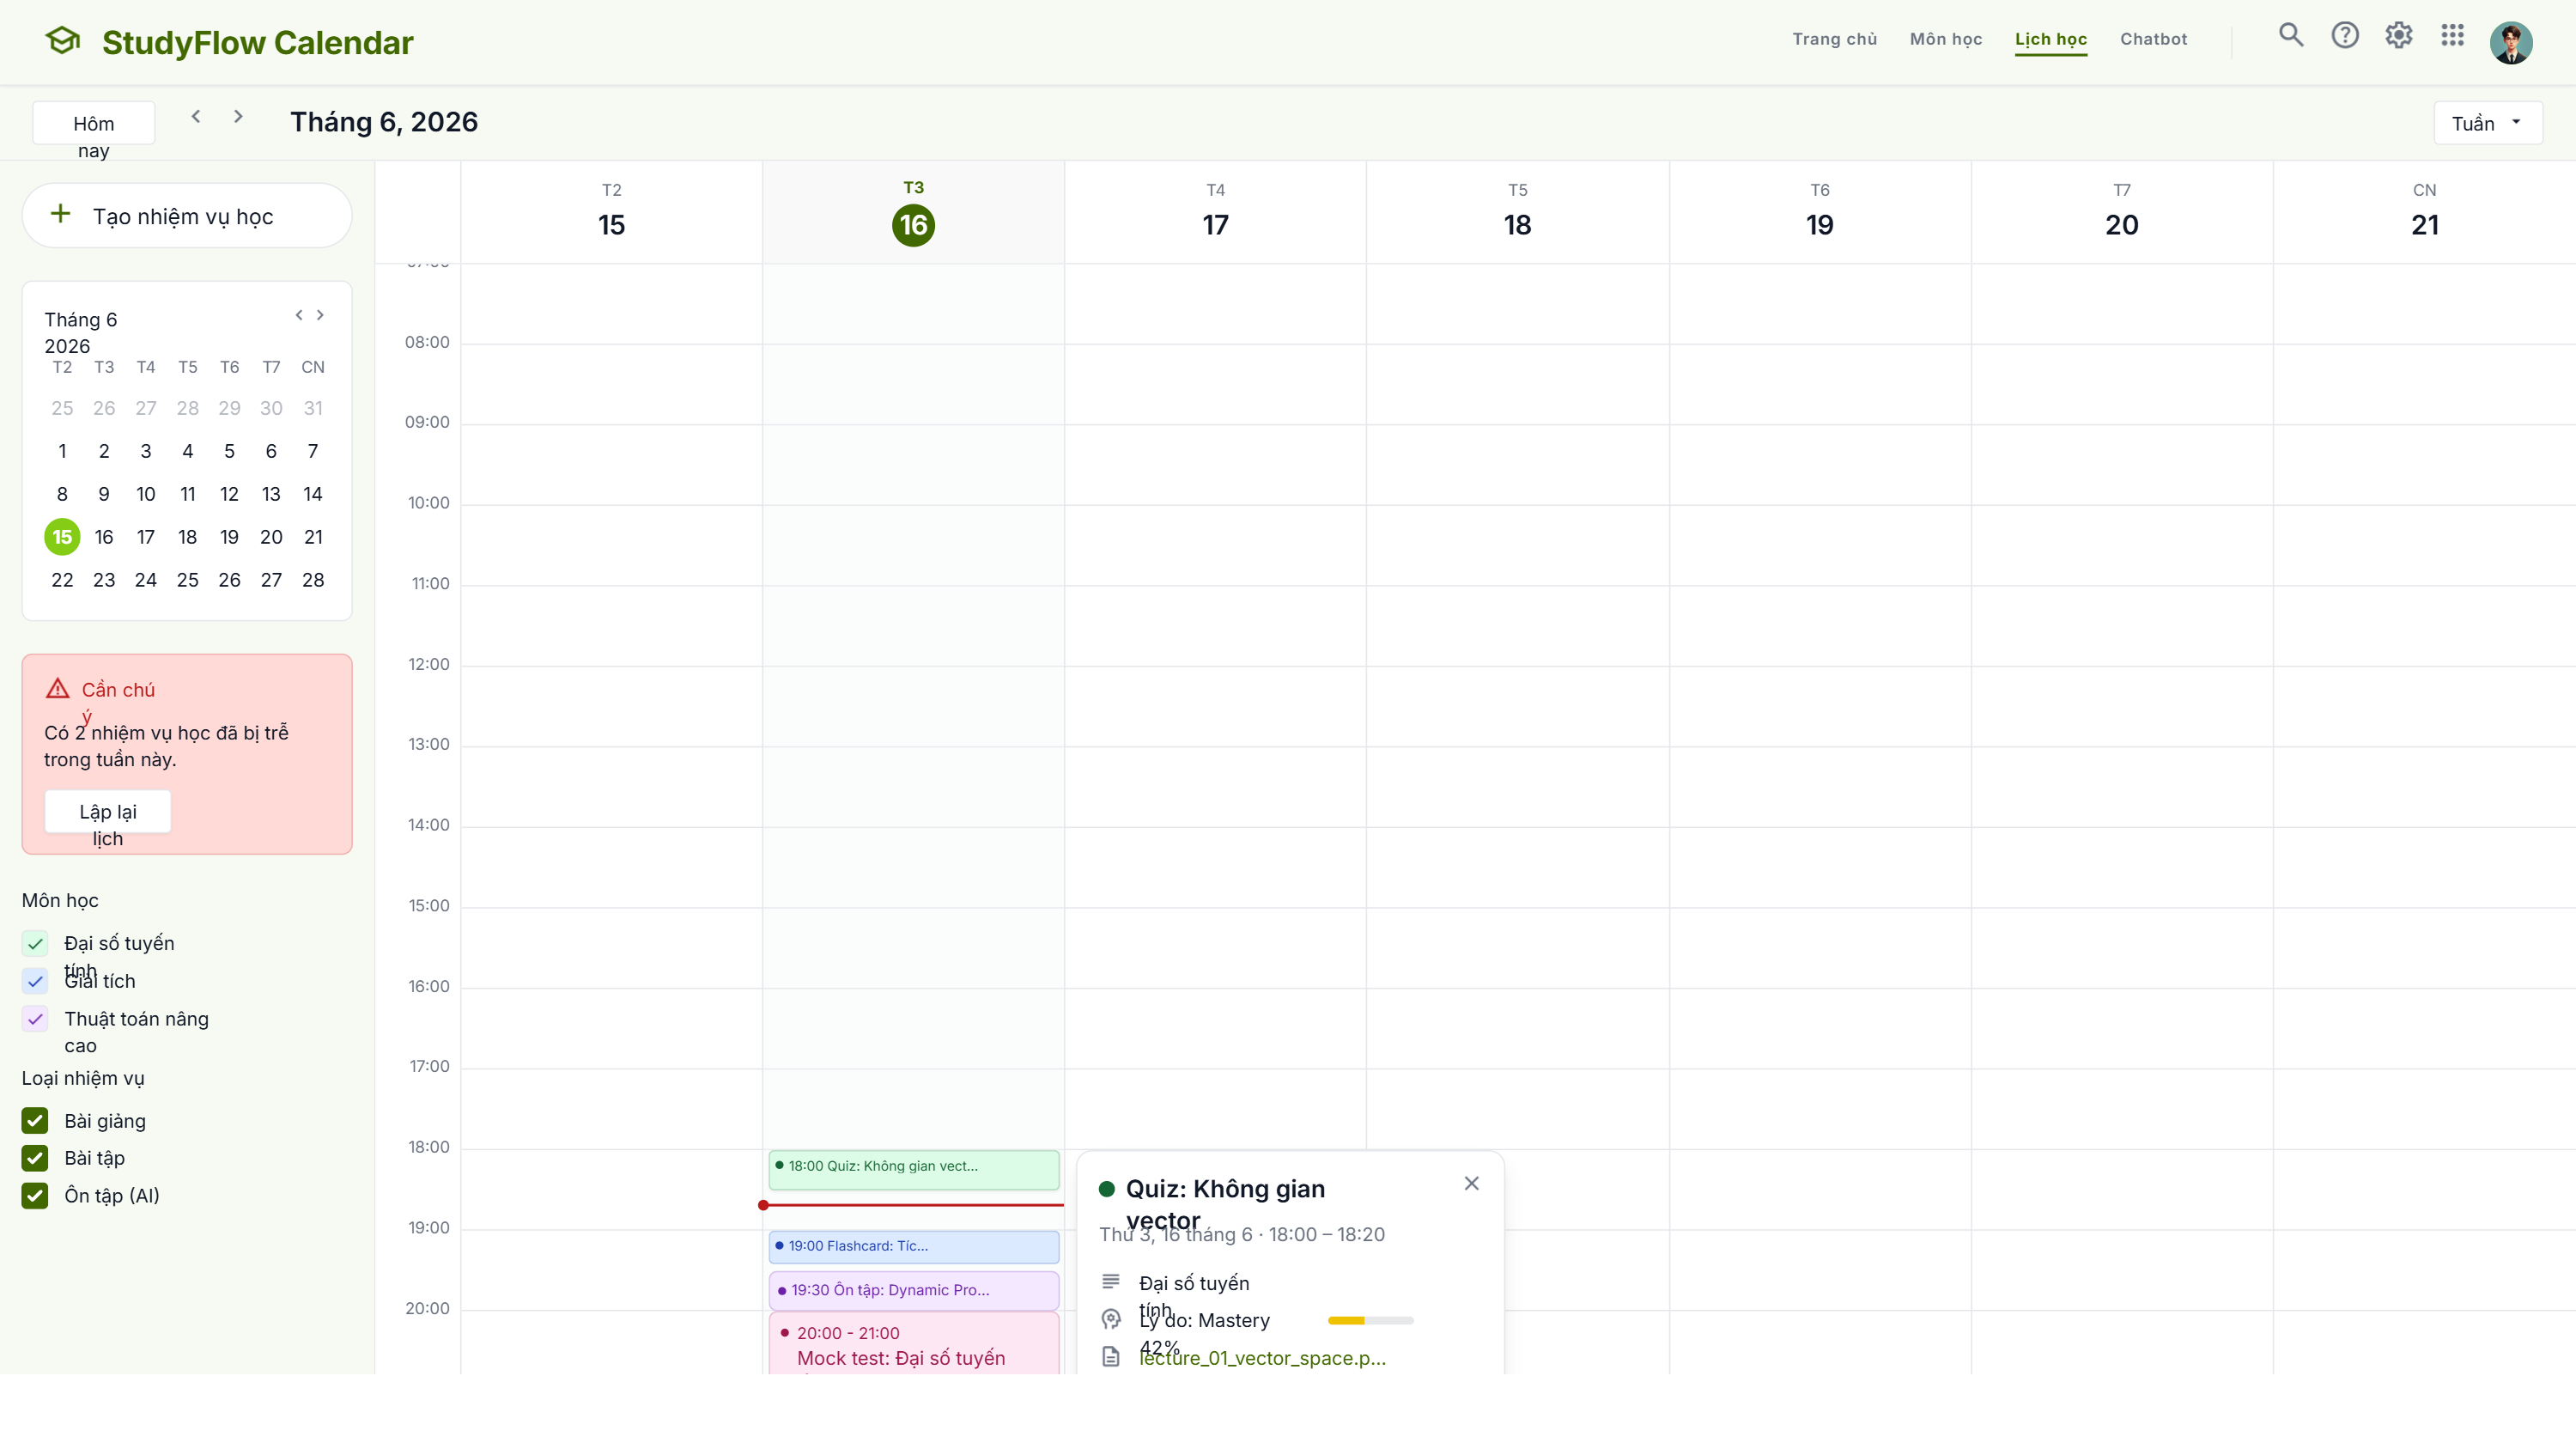 StudyFlow Calendar
Trang chủ
Môn học
Lịch học
Chatbot
Hôm
nay
Tháng 6, 2026
Tuần
Tạo nhiệm vụ học
Tháng 6
2026
T2 T3 T4 T5 T6 T7 CN
25 26 27 28 29 30 31
1 2 3 4 5 6 7
8 9 10 11 12 13 14
15 16 17 18 19 20 21
22 23 24 25 26 27 28
Cần chú
ý
Có 2 nhiệm vụ học đã bị trễ
trong tuần này.
Lập lại
lịch
Môn học
Đại số tuyến
tính
Giải tích
Thuật toán nâng
cao
Loại nhiệm vụ
Bài giảng
Bài tập
Ôn tập (AI)
T2 T3 T4 T5 T6 T7 CN
15 16 17 18 19 20 21
08:00
09:00
10:00
11:00
12:00
13:00
14:00
15:00
16:00
17:00
18:00
19:00
20:00
18:00 Quiz: Không gian vect...
19:00 Flashcard: Tíc...
19:30 Ôn tập: Dynamic Pro...
20:00 - 21:00
Mock test: Đại số tuyến
Quiz: Không gian
vector
Thứ 3, 16 tháng 6 · 18:00 – 18:20
Đại số tuyến
tính
Lý do: Mastery
42%
lecture_01_vector_space.p...